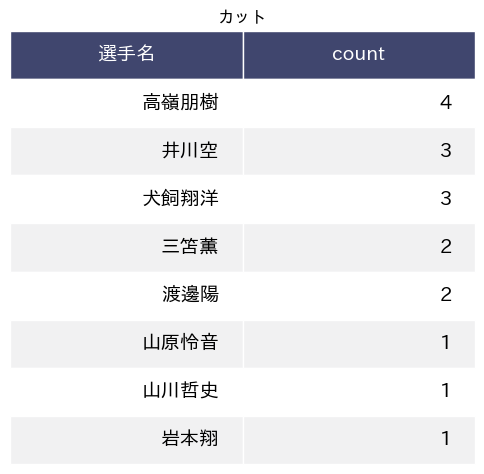 カット
選手名 count
高嶺朋樹 4
井川空 3
犬飼翔洋 3
三笘薫 2
渡邊陽 2
山原怜音 1
山川哲史 1
岩本翔 1